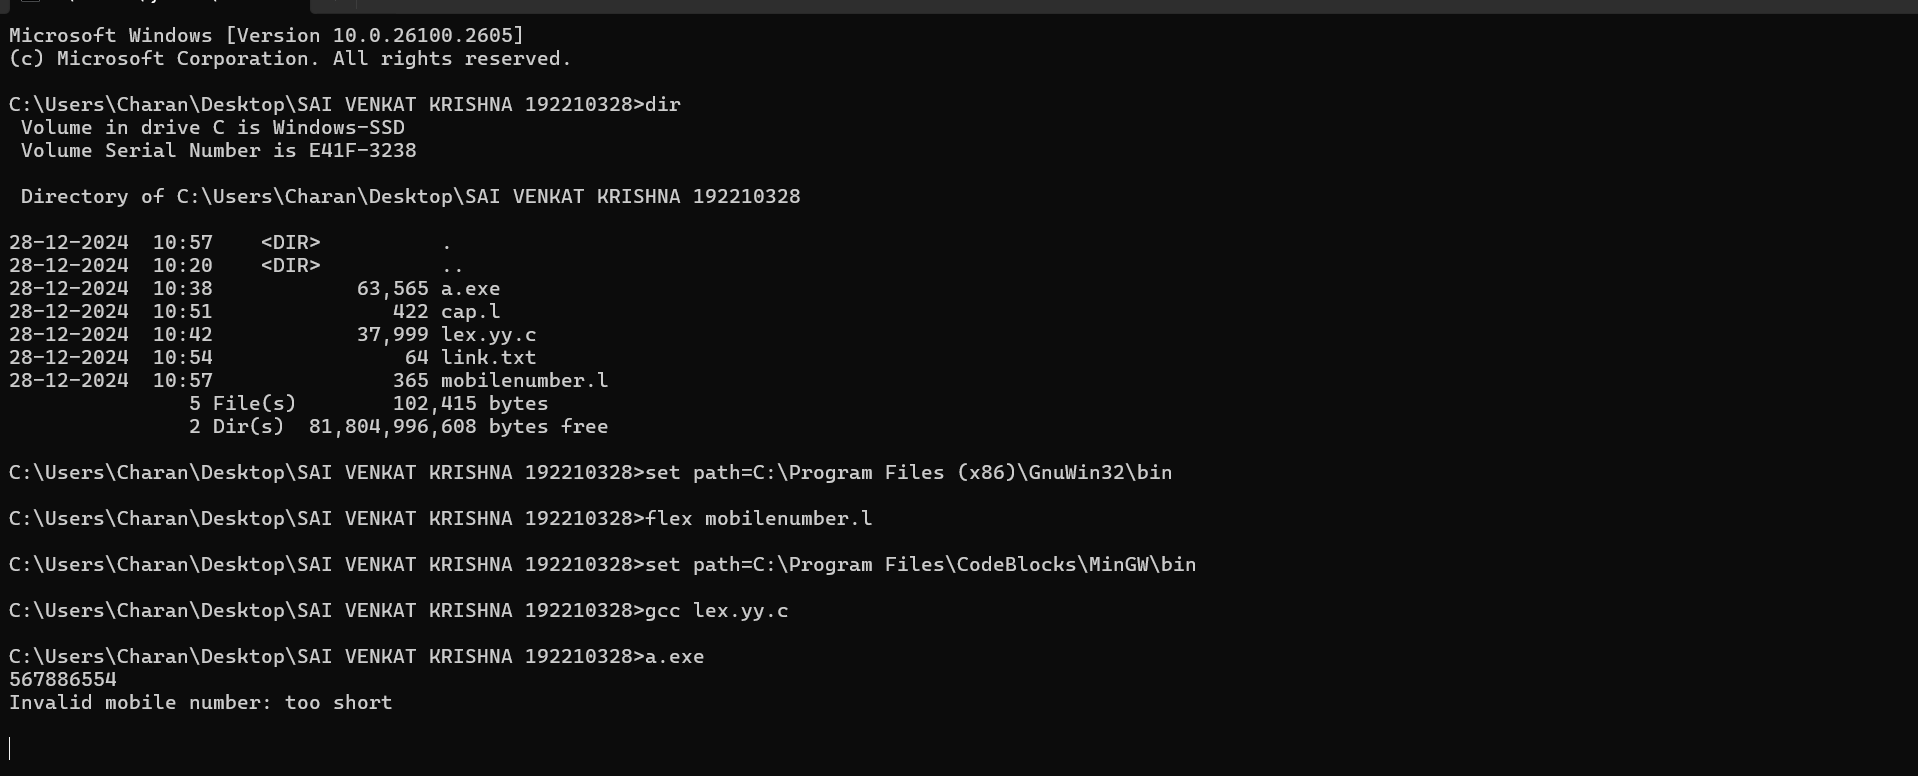 Microsoft Windows [Version 10.0.26100.2605]
(c) Microsoft Corporation. All rights reserved.
C:\Users\Charan\Desktop\SAI VENKAT KRISHNA 192210328>dir
 Volume in drive C is Windows-SSD
 Volume Serial Number is E41F-3238
 Directory of C:\Users\Charan\Desktop\SAI VENKAT KRISHNA 192210328
28-12-2024  10:57    <DIR>          .
28-12-2024  10:20    <DIR>          ..
28-12-2024  10:38            63,565 a.exe
28-12-2024  10:51               422 cap.l
28-12-2024  10:42            37,999 lex.yy.c
28-12-2024  10:54                64 link.txt
28-12-2024  10:57               365 mobilenumber.l
               5 File(s)        102,415 bytes
               2 Dir(s)  81,804,996,608 bytes free
C:\Users\Charan\Desktop\SAI VENKAT KRISHNA 192210328>set path=C:\Program Files (x86)\GnuWin32\bin
C:\Users\Charan\Desktop\SAI VENKAT KRISHNA 192210328>flex mobilenumber.l
C:\Users\Charan\Desktop\SAI VENKAT KRISHNA 192210328>set path=C:\Program Files\CodeBlocks\MinGW\bin
C:\Users\Charan\Desktop\SAI VENKAT KRISHNA 192210328>gcc lex.yy.c
C:\Users\Charan\Desktop\SAI VENKAT KRISHNA 192210328>a.exe
567886554
Invalid mobile number: too short